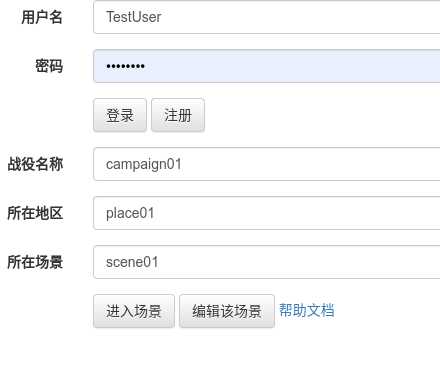 用户名 TestUser
密码 ••••••••
登录 注册
战役名称 campaign01
所在地区 place01
所在场景 scene01
进入场景 编辑该场景 帮助文档